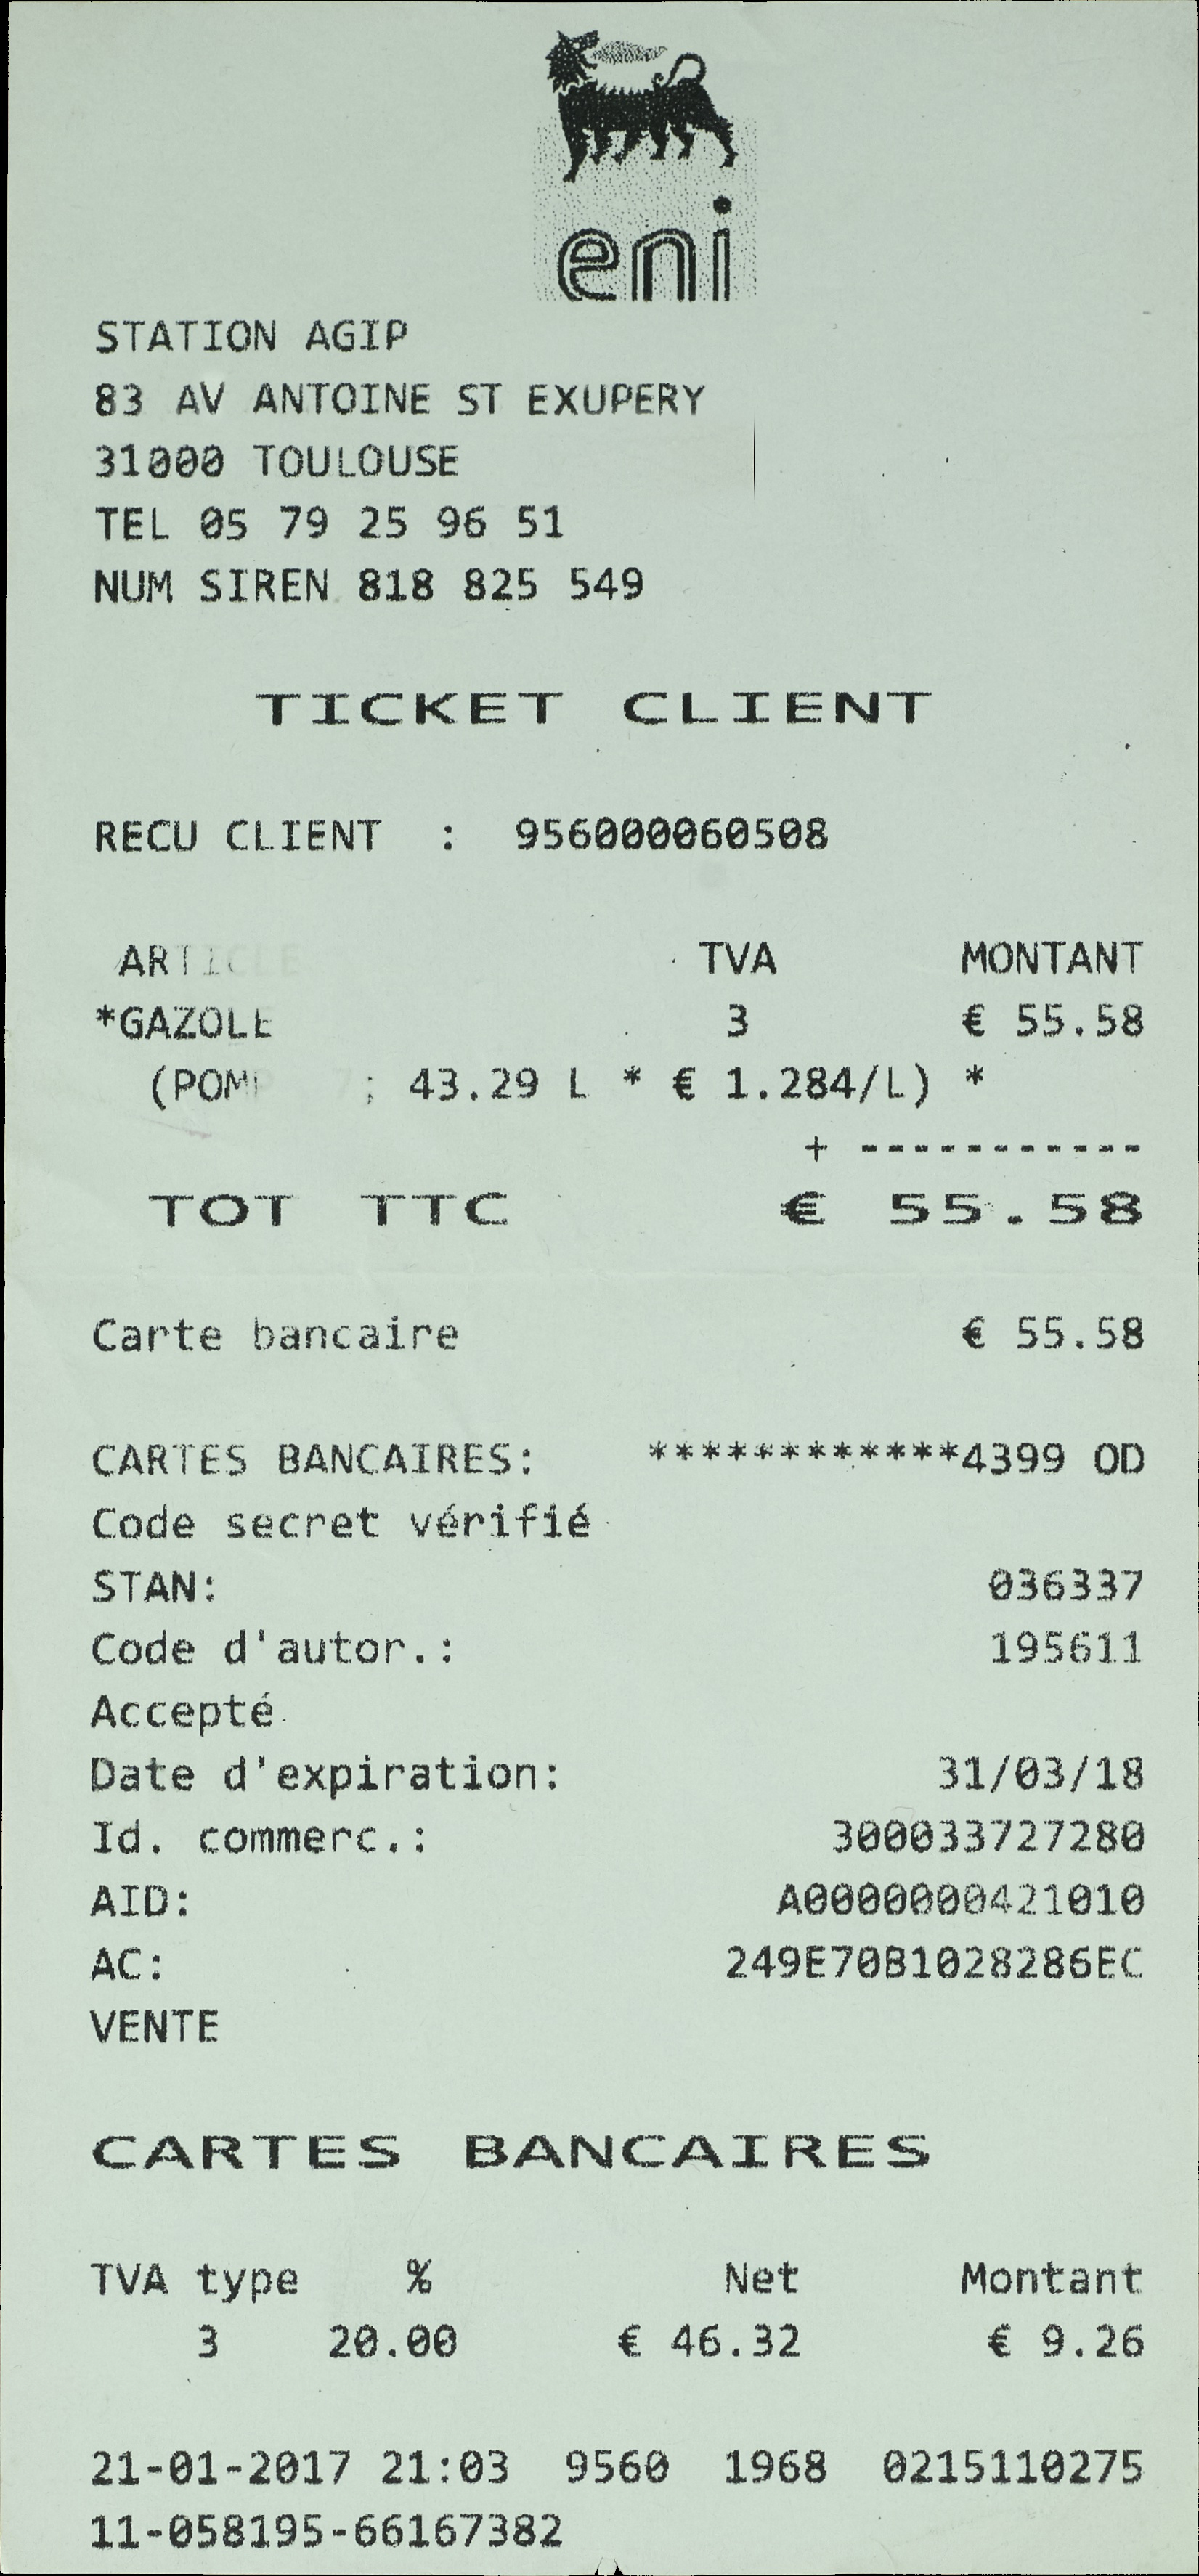 eni
STATION AGIP
83 AV ANTOINE ST EXUPERY
31000 TOULOUSE
TEL 05 79 25 96 51
NUM SIREN 818 825 549
TICKET CLIENT
RECU CLIENT : 956000060508
ARTICLE TVA MONTANT
*GAZOLE 3 € 55.58
(POMP 7; 43.29 L * € 1.284/L) *
+ -----------
TOT TTC € 55.58
Carte bancaire € 55.58
CARTES BANCAIRES: ************4399 OD
Code secret vérifié
STAN: 036337
Code d'autor.: 195611
Accepté
Date d'expiration: 31/03/18
Id. commerc.: 300033727280
AID: A0000000421010
AC: 249E70B1028286EC
VENTE
CARTES BANCAIRES
TVA type % Net Montant
3 20.00 € 46.32 € 9.26
21-01-2017 21:03 9560 1968 0215110275
11-058195-66167382